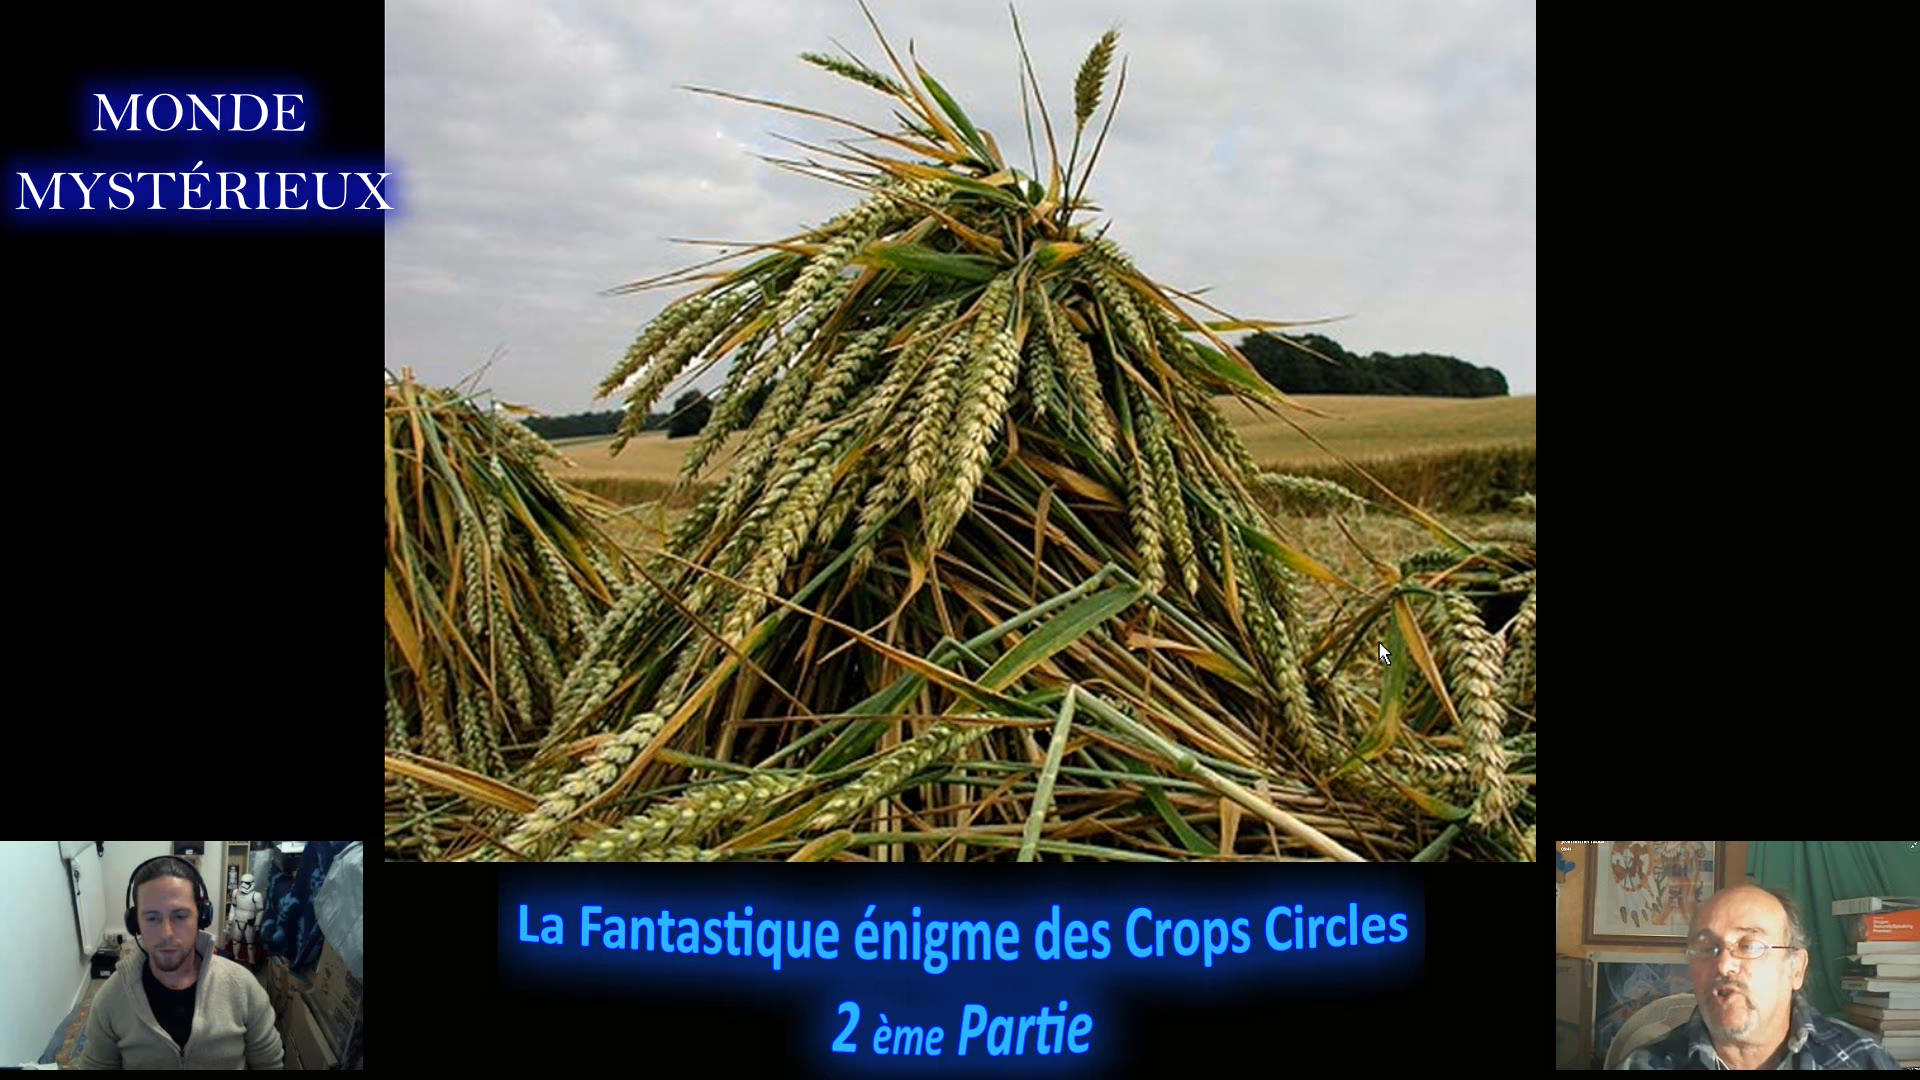 MONDE
MYSTÉRIEUX
La Fantastique énigme des Crops Circles
2 ème Partie